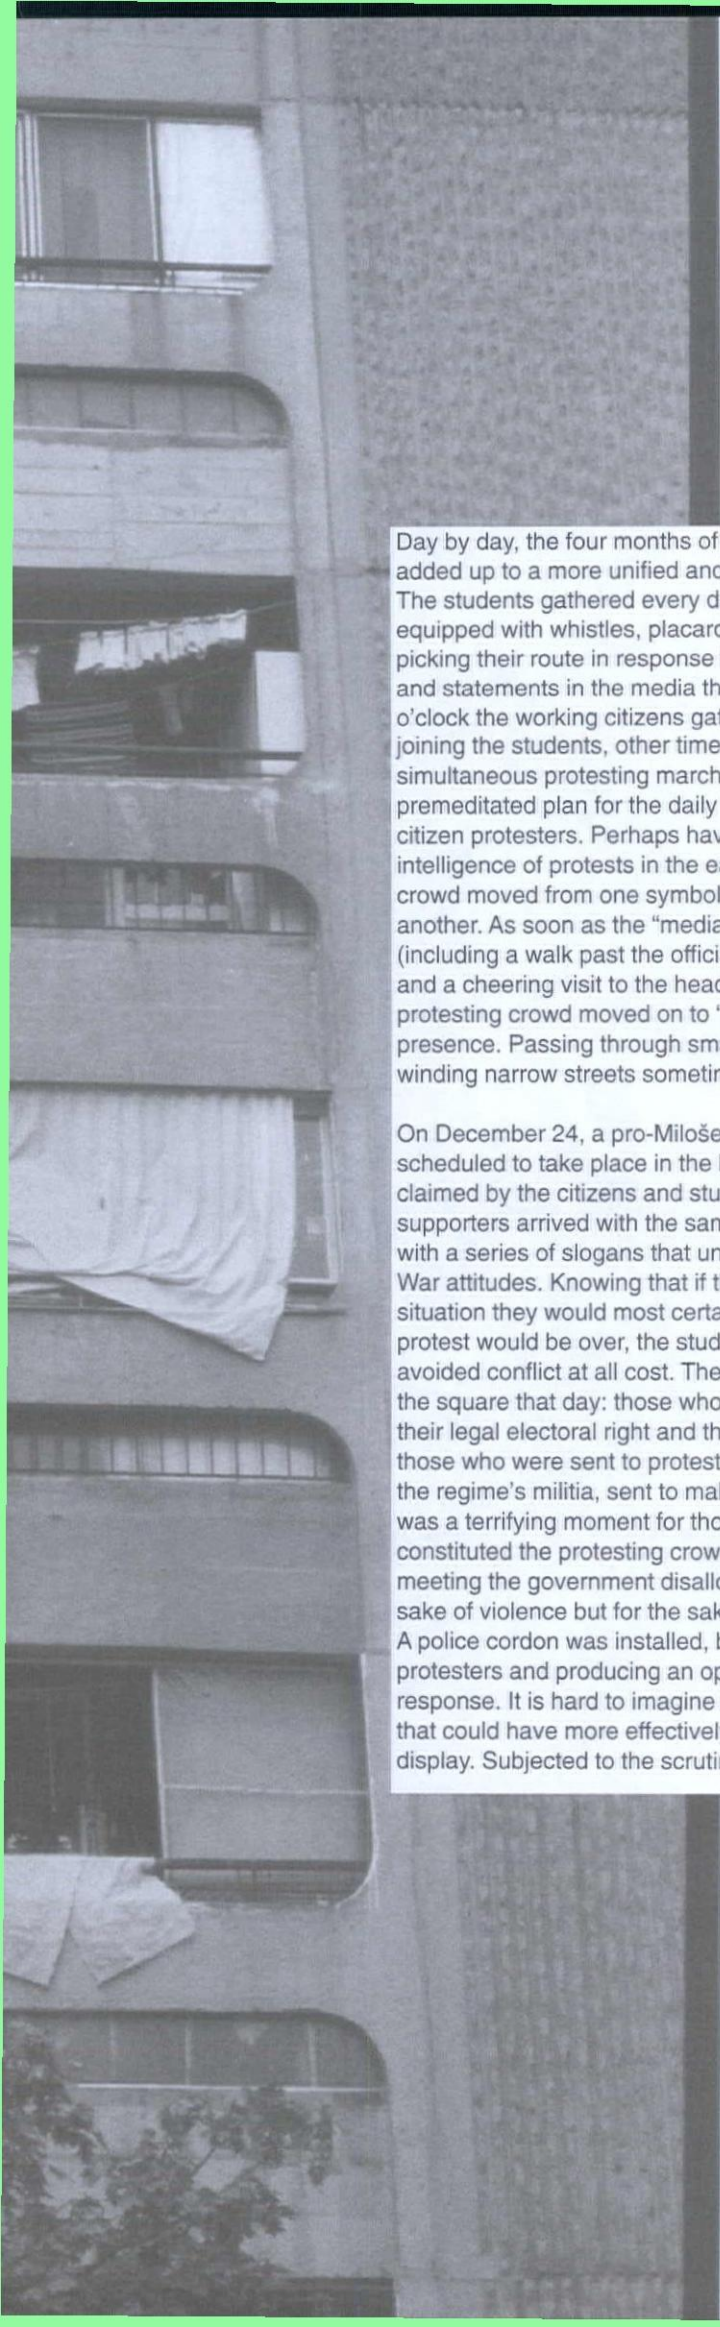 Day by day, the four months of
added up to a more unified and
The students gathered every d
equipped with whistles, placard
picking their route in response
and statements in the media th
o'clock the working citizens gat
joining the students, other time
simultaneous protesting march
premeditated plan for the daily
citizen protesters. Perhaps hav
intelligence of protests in the ea
crowd moved from one symbol
another. As soon as the “media
(including a walk past the offici
and a cheering visit to the head
protesting crowd moved on to “
presence. Passing through sma
winding narrow streets sometin

On December 24, a pro-Miloše
scheduled to take place in the
claimed by the citizens and stu
supporters arrived with the san
with a series of slogans that un
War attitudes. Knowing that if t
situation they would most certa
protest would be over, the stud
avoided conflict at all cost. The
the square that day: those who
their legal electoral right and th
those who were sent to protest
the regime's militia, sent to mal
was a terrifying moment for tho
constituted the protesting crow
meeting the government disallo
sake of violence but for the sak
A police cordon was installed, b
protesters and producing an op
response. It is hard to imagine
that could have more effectivel
display. Subjected to the scrutin